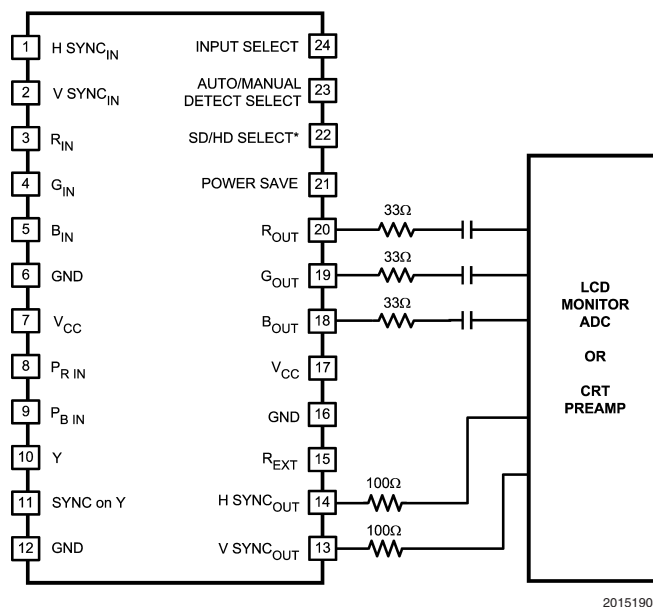 1 H SYNCIN
2 V SYNCIN
3 RIN
4 GIN
5 BIN
6 GND
7 VCC
8 PR IN
9 PB IN
10 Y
11 SYNC on Y
12 GND
INPUT SELECT 24
AUTO/MANUAL
DETECT SELECT 23
SD/HD SELECT* 22
POWER SAVE 21
ROUT 20
GOUT 19
BOUT 18
VCC 17
GND 16
REXT 15
H SYNCOUT 14
V SYNCOUT 13
33Ω
33Ω
33Ω
100Ω
100Ω
LCD
MONITOR
ADC
OR
CRT
PREAMP
2015190